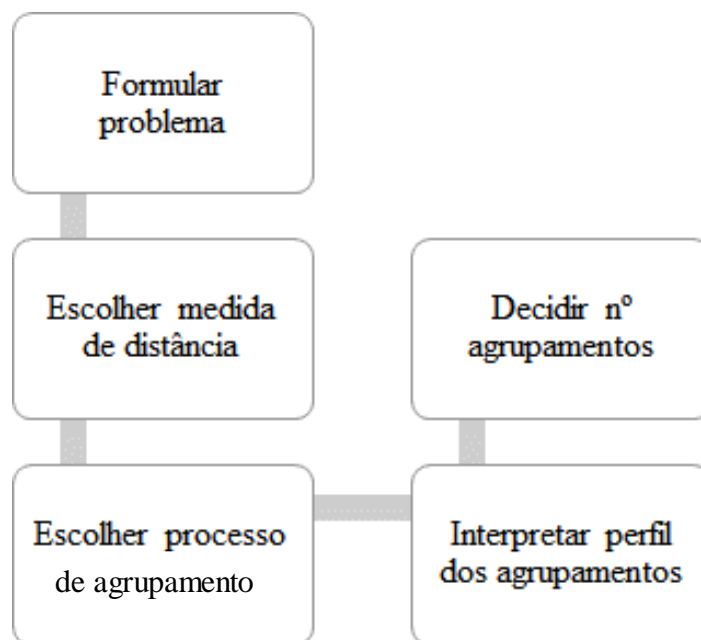 Formular
problema
Escolher medida
de distância
Escolher processo
de agrupamento
Interpretar perfil
dos agrupamentos
Decidir nº
agrupamentos